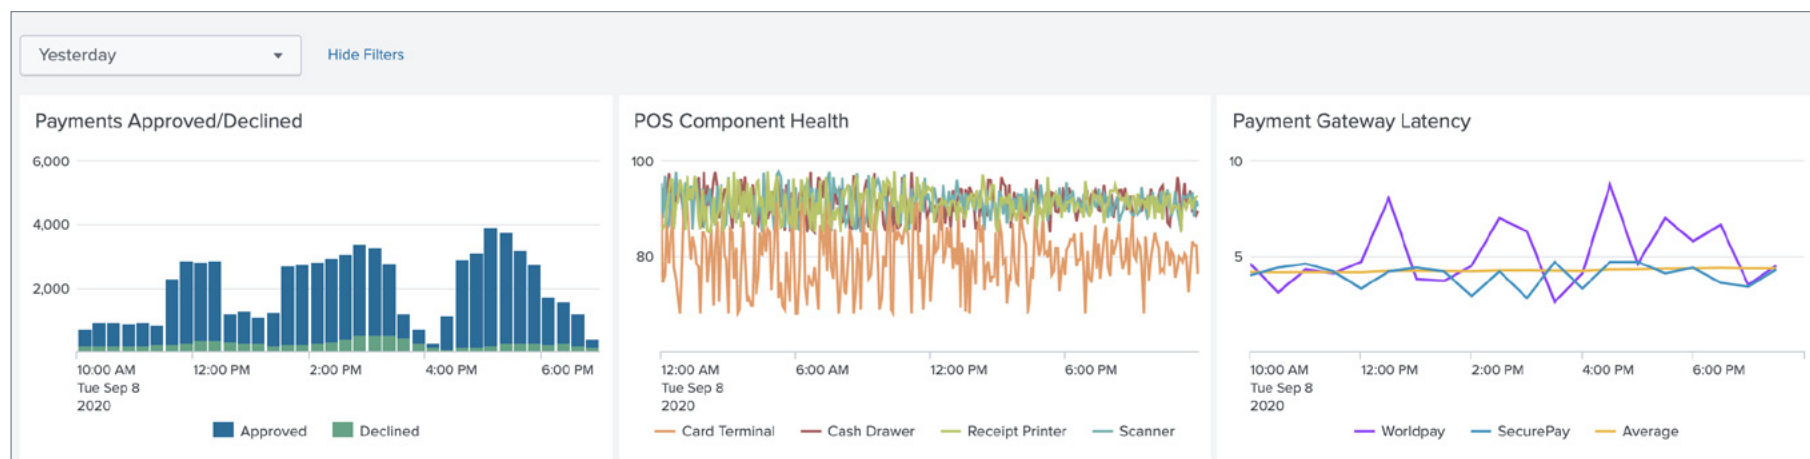 Yesterday
Hide Filters
Payments Approved/Declined
6,000
4,000
2,000
10:00 AM
Tue Sep 8
2020
12:00 PM
2:00 PM
4:00 PM
6:00 PM
Approved
Declined
POS Component Health
100
80
12:00 AM
Tue Sep 8
2020
6:00 AM
12:00 PM
6:00 PM
Card Terminal
Cash Drawer
Receipt Printer
Scanner
Payment Gateway Latency
10
5
10:00 AM
Tue Sep 8
2020
12:00 PM
2:00 PM
4:00 PM
6:00 PM
Worldpay
SecurePay
Average